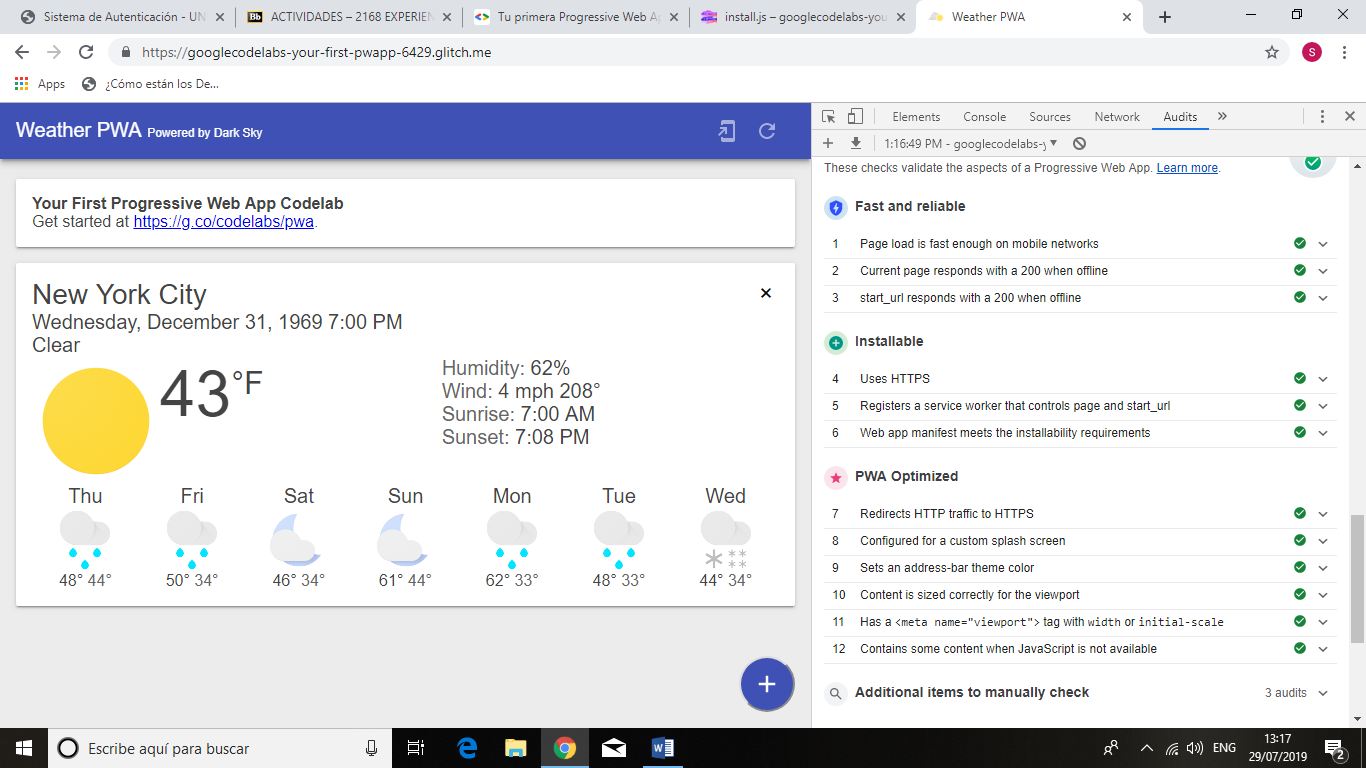 Sistema de Autenticación - UN
ACTIVIDADES – 2168 EXPERIEN
Tu primera Progressive Web Ap
install.js – googlecodelabs-you
Weather PWA
https://googlecodelabs-your-first-pwapp-6429.glitch.me
S
Apps
¿Cómo están los De...
Weather PWA Powered by Dark Sky
Your First Progressive Web App Codelab
Get started at https://g.co/codelabs/pwa.
New York City
Wednesday, December 31, 1969 7:00 PM
Clear
43°F
Humidity: 62%
Wind: 4 mph 208°
Sunrise: 7:00 AM
Sunset: 7:08 PM
Thu Fri Sat Sun Mon Tue Wed
48° 44° 50° 34° 46° 34° 61° 44° 62° 33° 48° 33° 44° 34°
Elements Console Sources Network Audits
1:16:49 PM - googlecodelabs-y
These checks validate the aspects of a Progressive Web App. Learn more.
Fast and reliable
1 Page load is fast enough on mobile networks
2 Current page responds with a 200 when offline
3 start_url responds with a 200 when offline
Installable
4 Uses HTTPS
5 Registers a service worker that controls page and start_url
6 Web app manifest meets the installability requirements
PWA Optimized
7 Redirects HTTP traffic to HTTPS
8 Configured for a custom splash screen
9 Sets an address-bar theme color
10 Content is sized correctly for the viewport
11 Has a <meta name="viewport"> tag with width or initial-scale
12 Contains some content when JavaScript is not available
Additional items to manually check 3 audits
Escribe aquí para buscar
ENG
13:17
29/07/2019
2